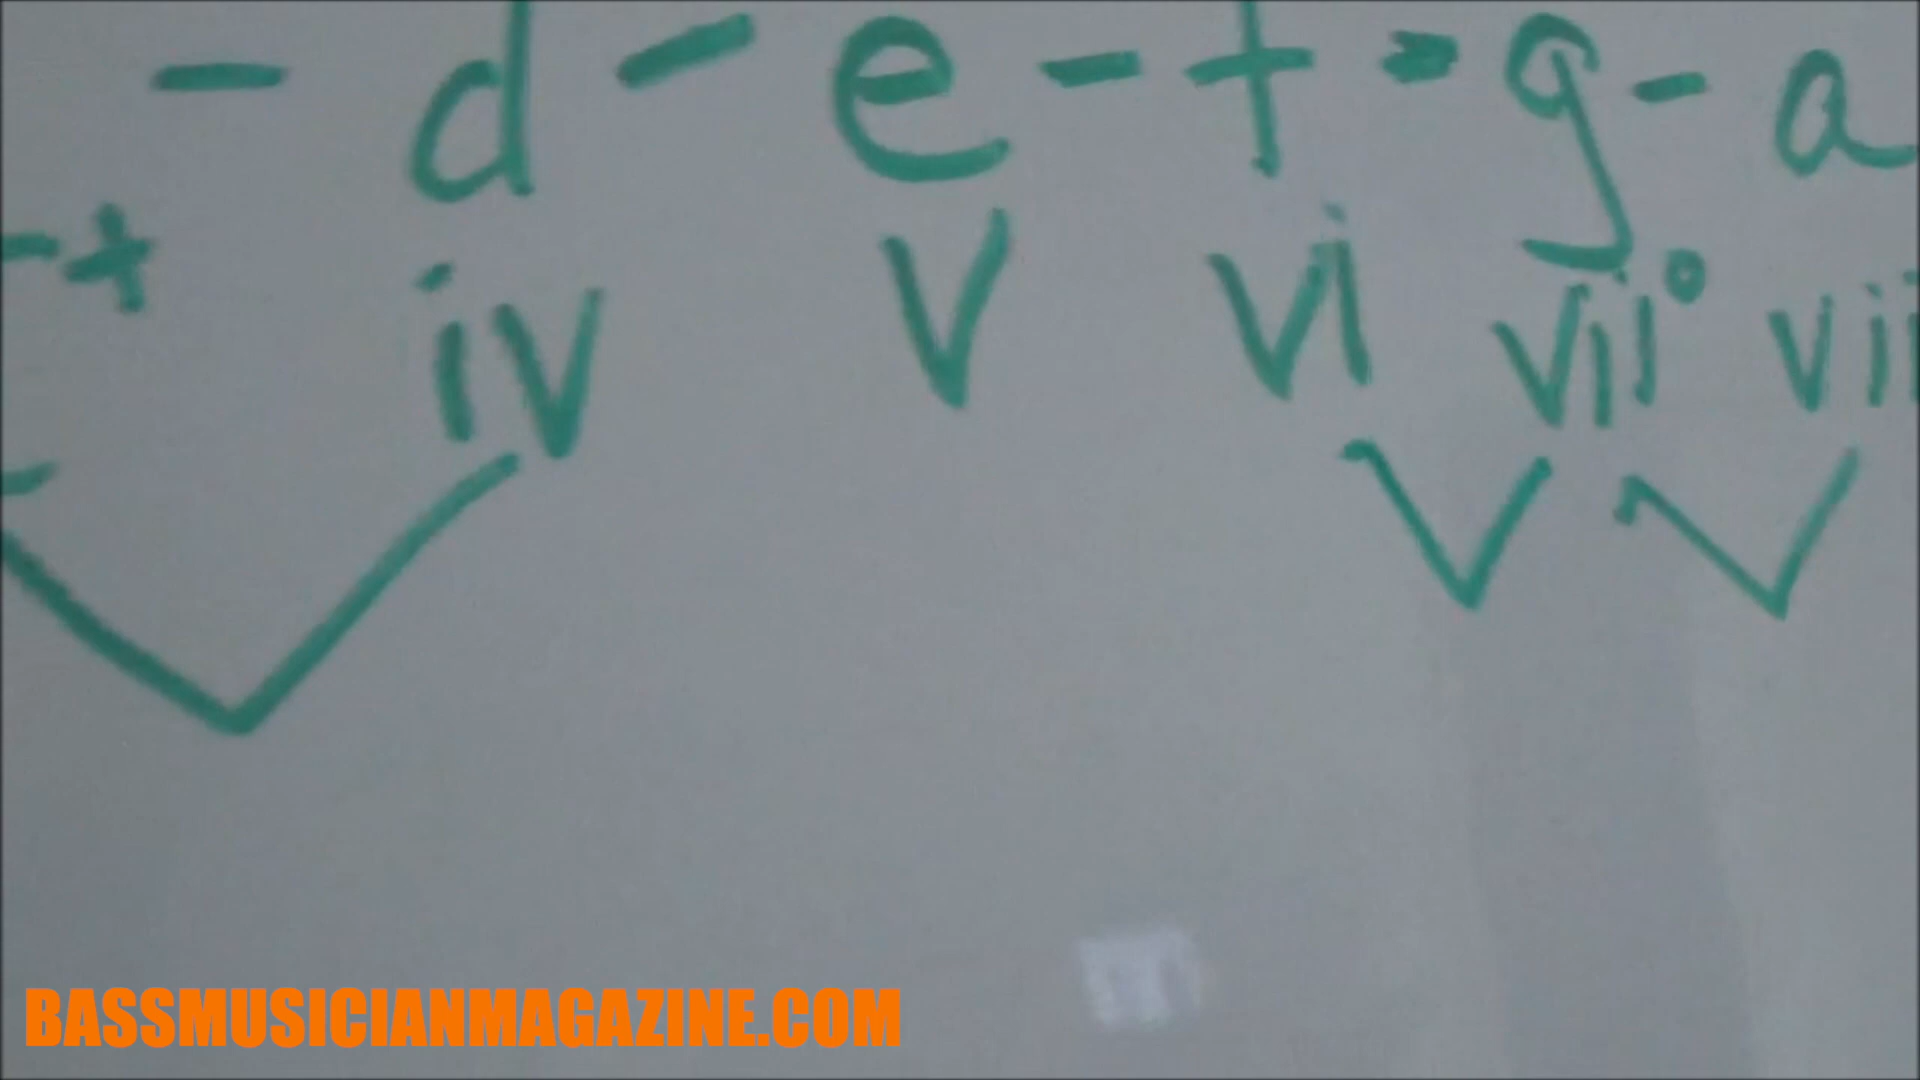 - d - e - f - g - a
+ iv v vi vii° vii
BASSMUSICIANMAGAZINE.COM